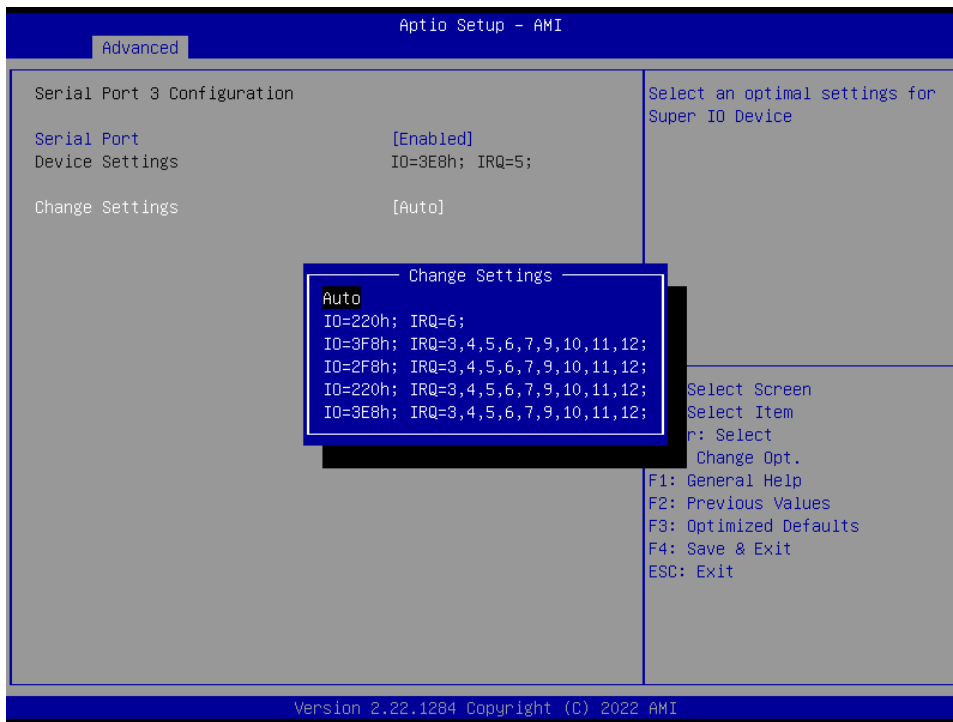 Aptio Setup – AMI
Advanced
Serial Port 3 Configuration
Serial Port [Enabled]
Device Settings IO=3E8h; IRQ=5;
Change Settings [Auto]
Select an optimal settings for
Super IO Device
Change Settings
Auto
IO=220h; IRQ=6;
IO=3F8h; IRQ=3,4,5,6,7,9,10,11,12;
IO=2F8h; IRQ=3,4,5,6,7,9,10,11,12;
IO=220h; IRQ=3,4,5,6,7,9,10,11,12;
IO=3E8h; IRQ=3,4,5,6,7,9,10,11,12;
Select Screen
Select Item
r: Select
Change Opt.
F1: General Help
F2: Previous Values
F3: Optimized Defaults
F4: Save & Exit
ESC: Exit
Version 2.22.1284 Copyright (C) 2022 AMI